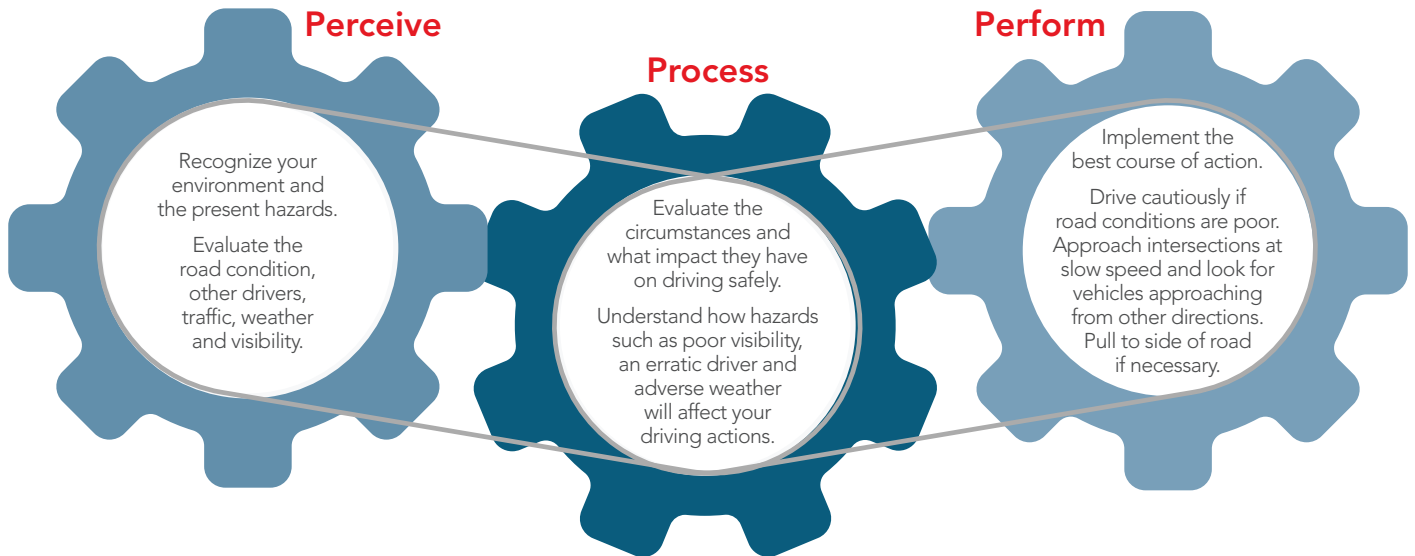 Perceive
Recognize your
environment and
the present hazards.
Evaluate the
road condition,
other drivers,
traffic, weather
and visibility.
Process
Evaluate the
circumstances and
what impact they have
on driving safely.
Understand how hazards
such as poor visibility,
an erratic driver and
adverse weather
will affect your
driving actions.
Perform
Implement the
best course of action.
Drive cautiously if
road conditions are poor.
Approach intersections at
slow speed and look for
vehicles approaching
from other directions.
Pull to side of road
if necessary.